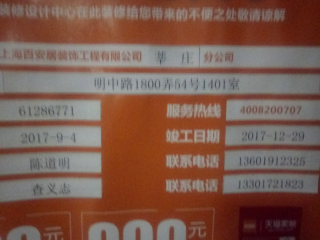 装修设计中心在此装修给您带来的不便之处敬请谅解
上海百安居装饰工程有限公司 莘庄 分公司
明中路1800弄54号1401室
61286771 服务热线 4008200707
2017-9-4 竣工日期 2017-12-29
陈道明 联系电话 13601912325
查义志 联系电话 13301721823
元 元